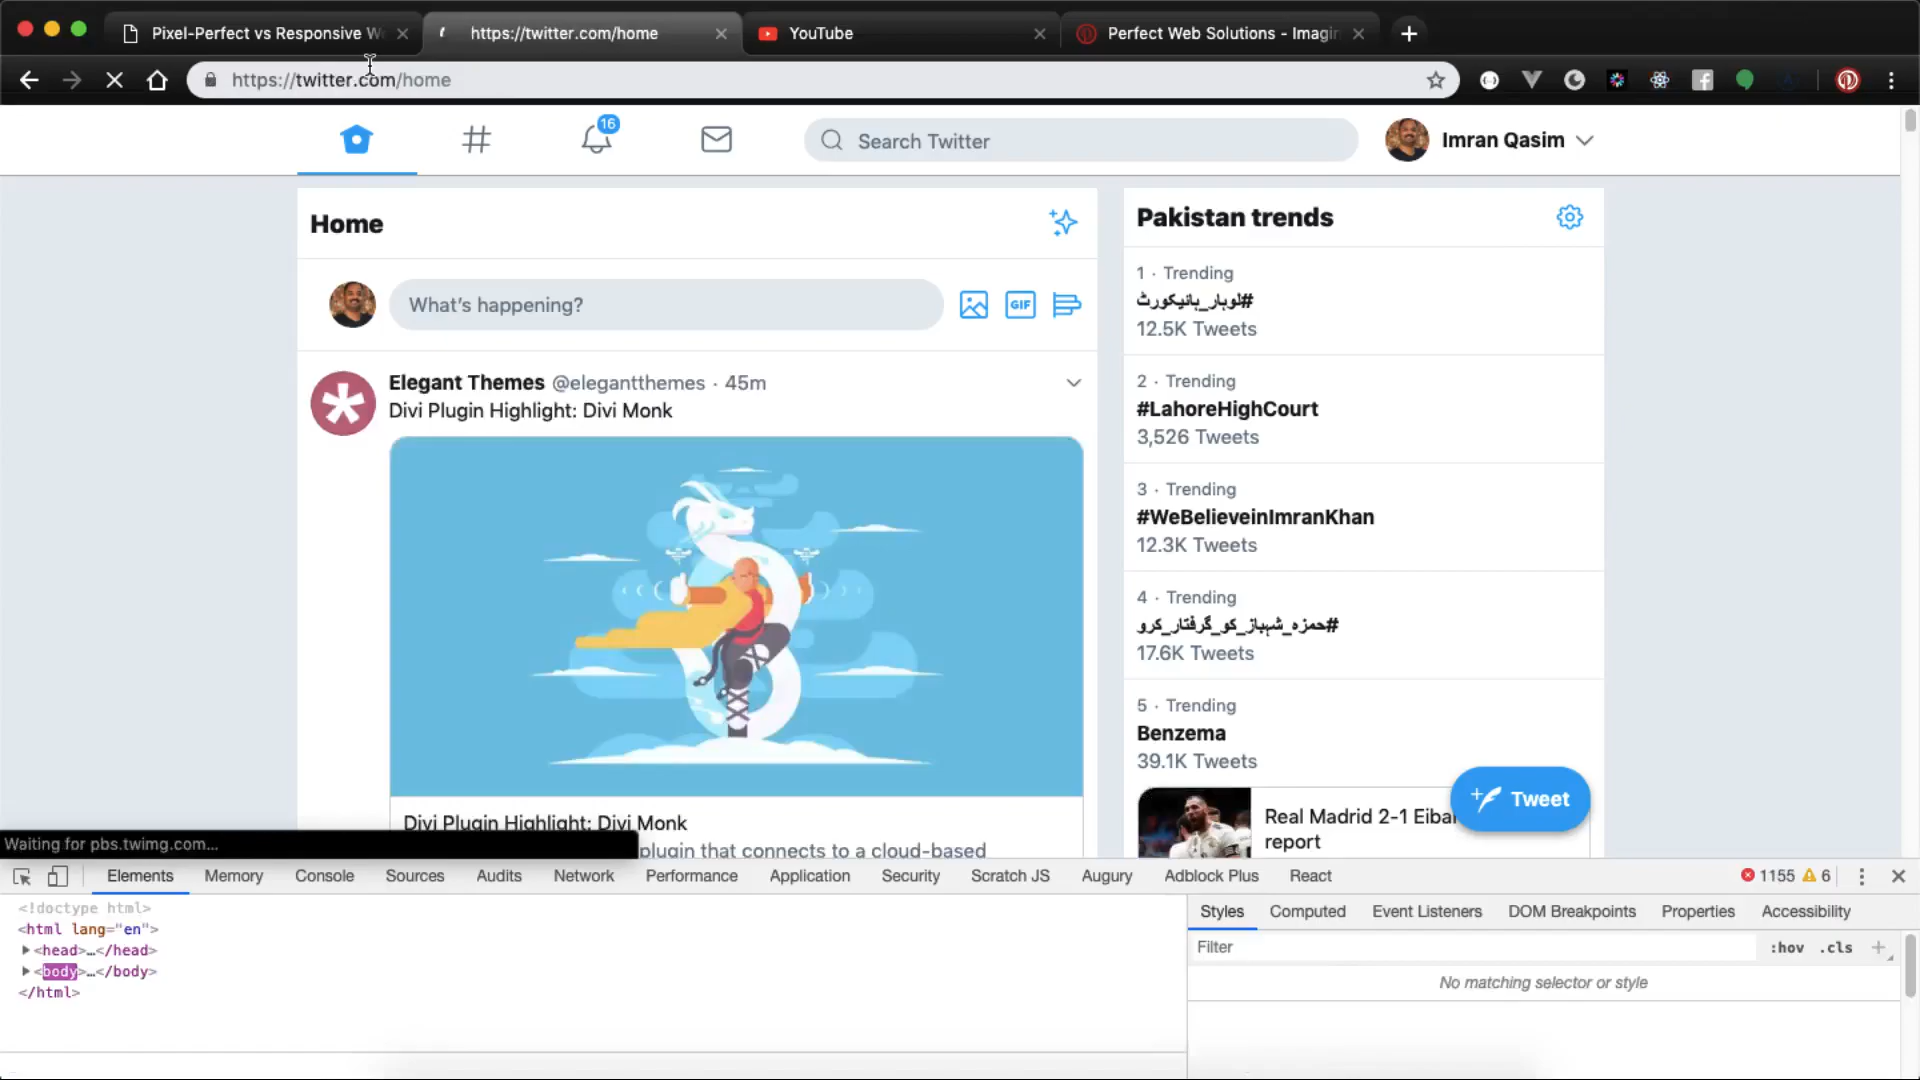 Pixel-Perfect vs Responsive W
https://twitter.com/home
YouTube
Perfect Web Solutions - Imagin
https://twitter.com/home
16
Search Twitter
Imran Qasim
Home
What's happening?
GIF
Elegant Themes @elegantthemes · 45m
Divi Plugin Highlight: Divi Monk
Divi Plugin Highlight: Divi Monk
plugin that connects to a cloud-based
Pakistan trends
1 · Trending
#لوہار_ہائیکورٹ
12.5K Tweets
2 · Trending
#LahoreHighCourt
3,526 Tweets
3 · Trending
#WeBelieveinImranKhan
12.3K Tweets
4 · Trending
#حمزہ_شہباز_کو_گرفتار_کرو
17.6K Tweets
5 · Trending
Benzema
39.1K Tweets
Real Madrid 2-1 Eibar
report
Tweet
Waiting for pbs.twimg.com...
Elements Memory Console Sources Audits Network Performance Application Security Scratch JS Augury Adblock Plus React 1155 6
<!doctype html>
<html lang="en">
<head>…</head>
<body>…</body>
</html>
Styles Computed Event Listeners DOM Breakpoints Properties Accessibility
Filter :hov .cls +
No matching selector or style